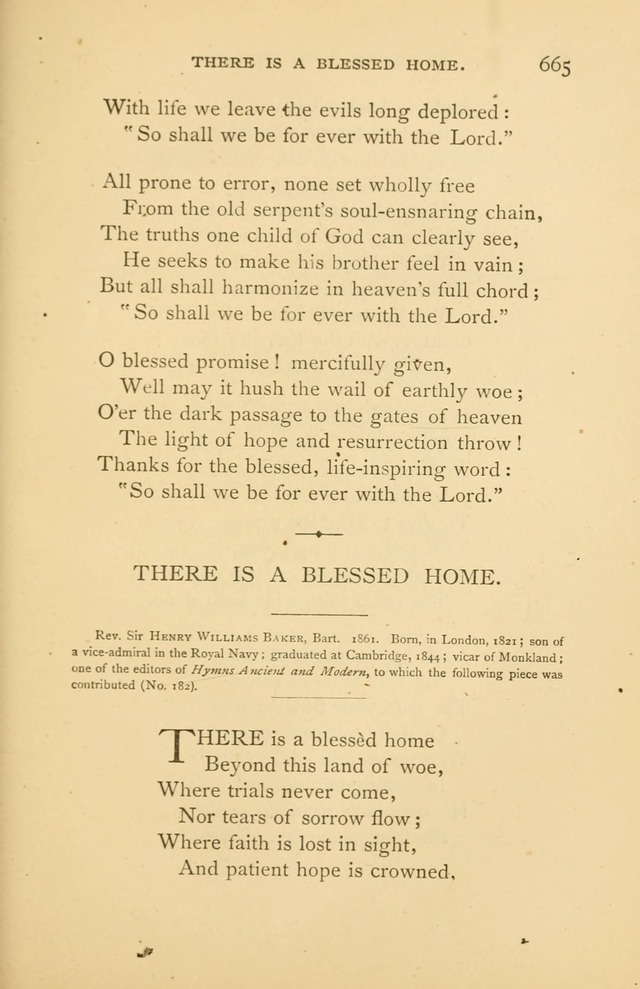 THERE IS A BLESSED HOME. 665
With life we leave the evils long deplored :
"So shall we be for ever with the Lord."
All prone to error, none set wholly free
From the old serpent's soul-ensnaring chain,
The truths one child of God can clearly see,
He seeks to make his brother feel in vain ;
But all shall harmonize in heaven's full chord ;
"So shall we be for ever with the Lord."
O blessed promise ! mercifully given,
Well may it hush the wail of earthly woe ;
O'er the dark passage to the gates of heaven
The light of hope and resurrection throw !
Thanks for the blessed, life-inspiring word :
"So shall we be for ever with the Lord."
THERE IS A BLESSED HOME.
Rev. Sir HENRY WILLIAMS BAKER, Bart. 1861. Born, in London, 1821 ; son of
a vice-admiral in the Royal Navy ; graduated at Cambridge, 1844 ; vicar of Monkland ;
one of the editors of Hymns Ancient and Modern, to which the following piece was
contributed (No. 182).
THERE is a blessèd home
Beyond this land of woe,
Where trials never come,
Nor tears of sorrow flow ;
Where faith is lost in sight,
And patient hope is crowned,